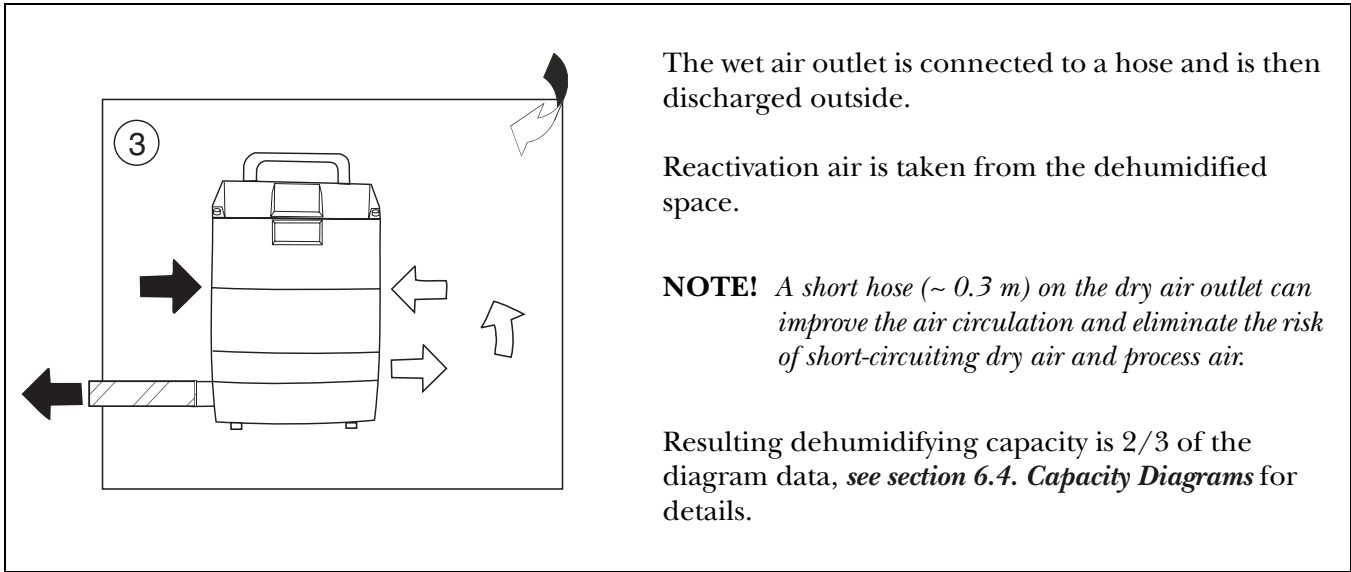 3
The wet air outlet is connected to a hose and is then
discharged outside.
Reactivation air is taken from the dehumidified
space.
NOTE! A short hose (~ 0.3 m) on the dry air outlet can
improve the air circulation and eliminate the risk
of short-circuiting dry air and process air.
Resulting dehumidifying capacity is 2/3 of the
diagram data, see section 6.4. Capacity Diagrams for
details.